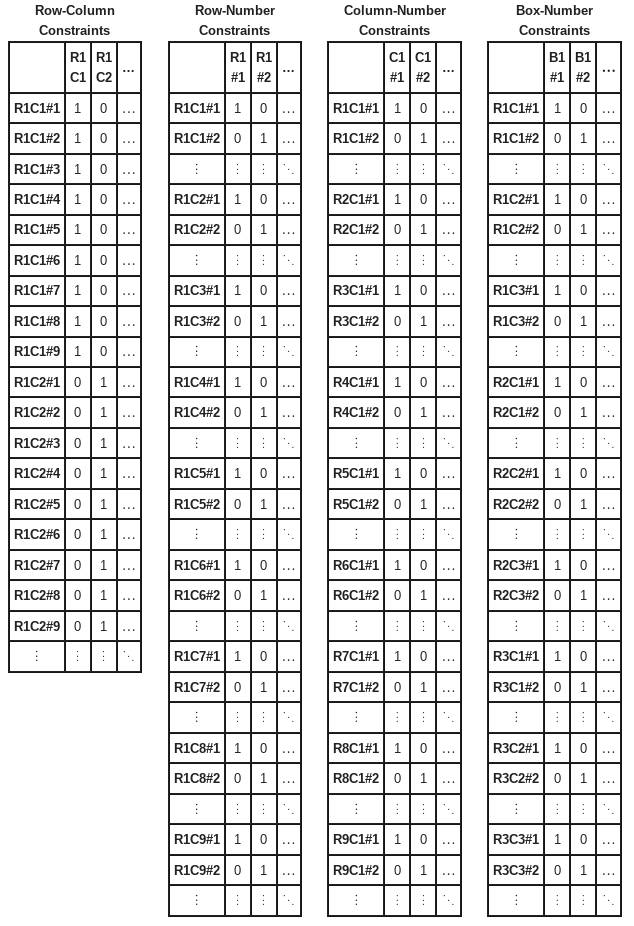 Row-Column
Constraints
R1 R1 …
C1 C2
R1C1#1 1 0 …
R1C1#2 1 0 …
R1C1#3 1 0 …
R1C1#4 1 0 …
R1C1#5 1 0 …
R1C1#6 1 0 …
R1C1#7 1 0 …
R1C1#8 1 0 …
R1C1#9 1 0 …
R1C2#1 0 1 …
R1C2#2 0 1 …
R1C2#3 0 1 …
R1C2#4 0 1 …
R1C2#5 0 1 …
R1C2#6 0 1 …
R1C2#7 0 1 …
R1C2#8 0 1 …
R1C2#9 0 1 …
⋮ ⋮ ⋮ ⋱
Row-Number
Constraints
R1 R1 …
#1 #2
R1C1#1 1 0 …
R1C1#2 0 1 …
⋮ ⋮ ⋮ ⋱
R1C2#1 1 0 …
R1C2#2 0 1 …
⋮ ⋮ ⋮ ⋱
R1C3#1 1 0 …
R1C3#2 0 1 …
⋮ ⋮ ⋮ ⋱
R1C4#1 1 0 …
R1C4#2 0 1 …
⋮ ⋮ ⋮ ⋱
R1C5#1 1 0 …
R1C5#2 0 1 …
⋮ ⋮ ⋮ ⋱
R1C6#1 1 0 …
R1C6#2 0 1 …
⋮ ⋮ ⋮ ⋱
R1C7#1 1 0 …
R1C7#2 0 1 …
⋮ ⋮ ⋮ ⋱
R1C8#1 1 0 …
R1C8#2 0 1 …
⋮ ⋮ ⋮ ⋱
R1C9#1 1 0 …
R1C9#2 0 1 …
⋮ ⋮ ⋮ ⋱
Column-Number
Constraints
C1 C1 …
#1 #2
R1C1#1 1 0 …
R1C1#2 0 1 …
⋮ ⋮ ⋮ ⋱
R2C1#1 1 0 …
R2C1#2 0 1 …
⋮ ⋮ ⋮ ⋱
R3C1#1 1 0 …
R3C1#2 0 1 …
⋮ ⋮ ⋮ ⋱
R4C1#1 1 0 …
R4C1#2 0 1 …
⋮ ⋮ ⋮ ⋱
R5C1#1 1 0 …
R5C1#2 0 1 …
⋮ ⋮ ⋮ ⋱
R6C1#1 1 0 …
R6C1#2 0 1 …
⋮ ⋮ ⋮ ⋱
R7C1#1 1 0 …
R7C1#2 0 1 …
⋮ ⋮ ⋮ ⋱
R8C1#1 1 0 …
R8C1#2 0 1 …
⋮ ⋮ ⋮ ⋱
R9C1#1 1 0 …
R9C1#2 0 1 …
⋮ ⋮ ⋮ ⋱
Box-Number
Constraints
B1 B1 …
#1 #2
R1C1#1 1 0 …
R1C1#2 0 1 …
⋮ ⋮ ⋮ ⋱
R1C2#1 1 0 …
R1C2#2 0 1 …
⋮ ⋮ ⋮ ⋱
R1C3#1 1 0 …
R1C3#2 0 1 …
⋮ ⋮ ⋮ ⋱
R2C1#1 1 0 …
R2C1#2 0 1 …
⋮ ⋮ ⋮ ⋱
R2C2#1 1 0 …
R2C2#2 0 1 …
⋮ ⋮ ⋮ ⋱
R2C3#1 1 0 …
R2C3#2 0 1 …
⋮ ⋮ ⋮ ⋱
R3C1#1 1 0 …
R3C1#2 0 1 …
⋮ ⋮ ⋮ ⋱
R3C2#1 1 0 …
R3C2#2 0 1 …
⋮ ⋮ ⋮ ⋱
R3C3#1 1 0 …
R3C3#2 0 1 …
⋮ ⋮ ⋮ ⋱